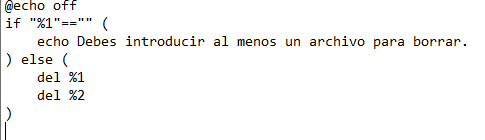 @echo off
if "%1"=="" (
    echo Debes introducir al menos un archivo para borrar.
) else (
    del %1
    del %2
)